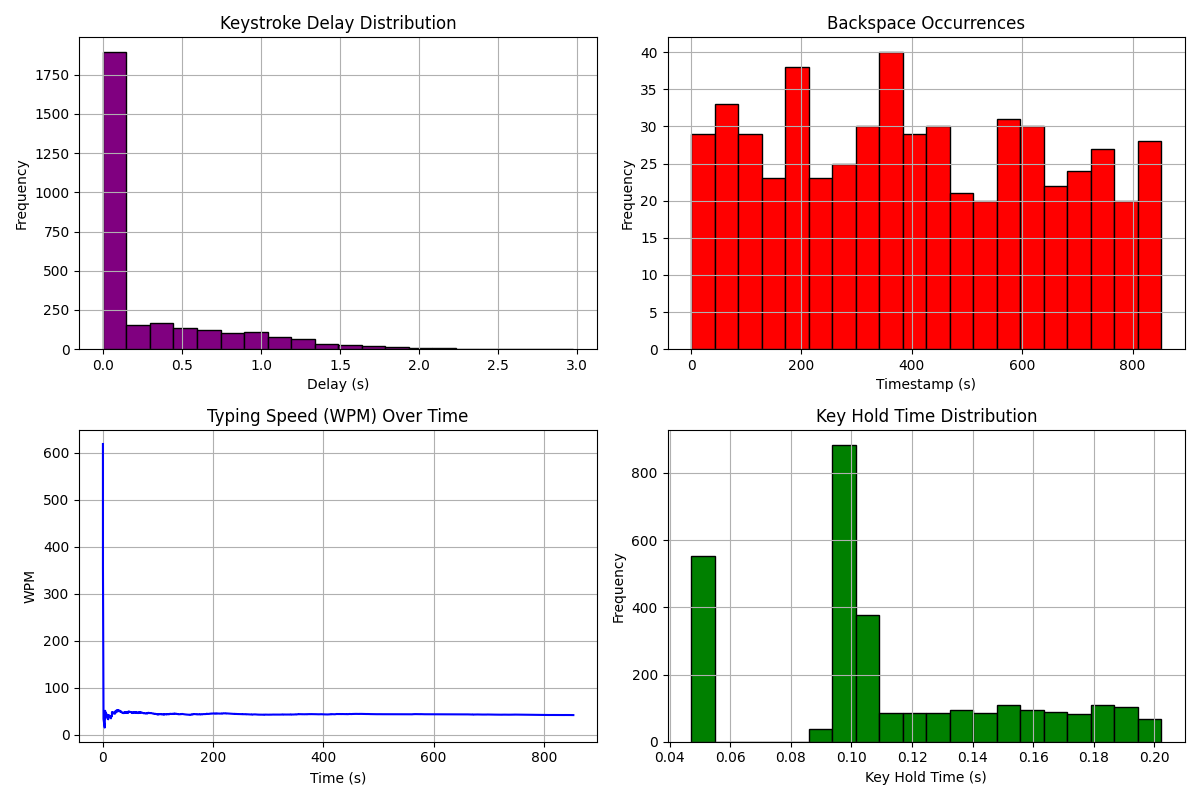 Keystroke Delay Distribution
1750
1500
1250
1000
750
500
250
0
Frequency
0.0 0.5 1.0 1.5 2.0 2.5 3.0
Delay (s)
Backspace Occurrences
40
35
30
25
20
15
10
5
0
Frequency
0 200 400 600 800
Timestamp (s)
Typing Speed (WPM) Over Time
600
500
400
300
200
100
0
WPM
0 200 400 600 800
Time (s)
Key Hold Time Distribution
800
600
400
200
0
Frequency
0.04 0.06 0.08 0.10 0.12 0.14 0.16 0.18 0.20
Key Hold Time (s)